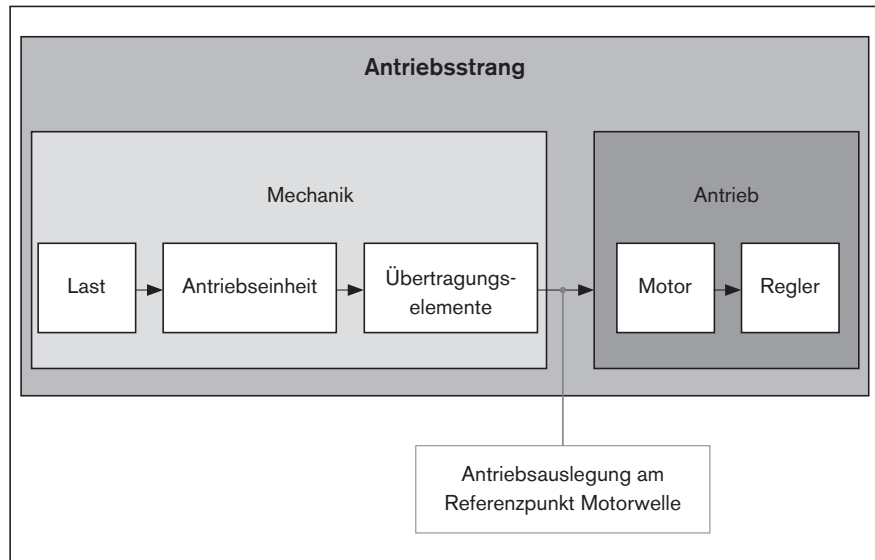 Antriebsstrang
Mechanik
Antrieb
Last
Antriebseinheit
Übertragungs-
elemente
Motor
Regler
Antriebsauslegung am
Referenzpunkt Motorwelle